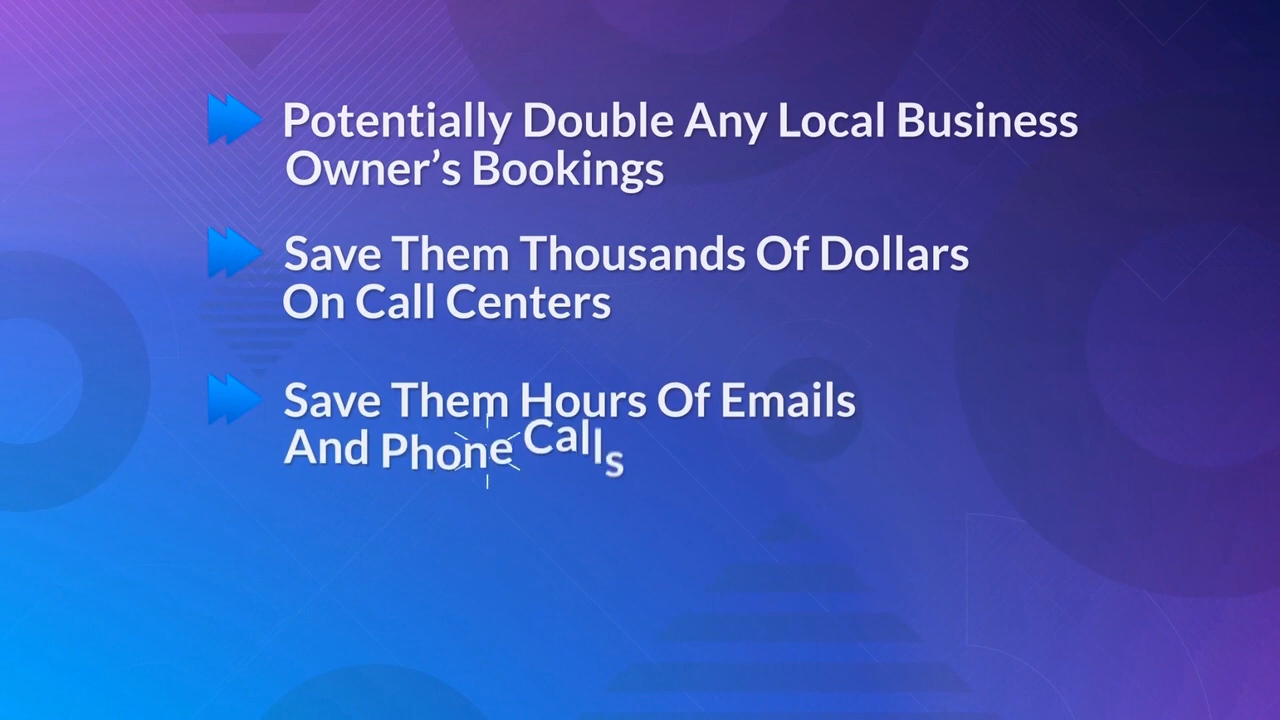 Potentially Double Any Local Business
Owner’s Bookings
Save Them Thousands Of Dollars
On Call Centers
Save Them Hours Of Emails
And Phone Calls